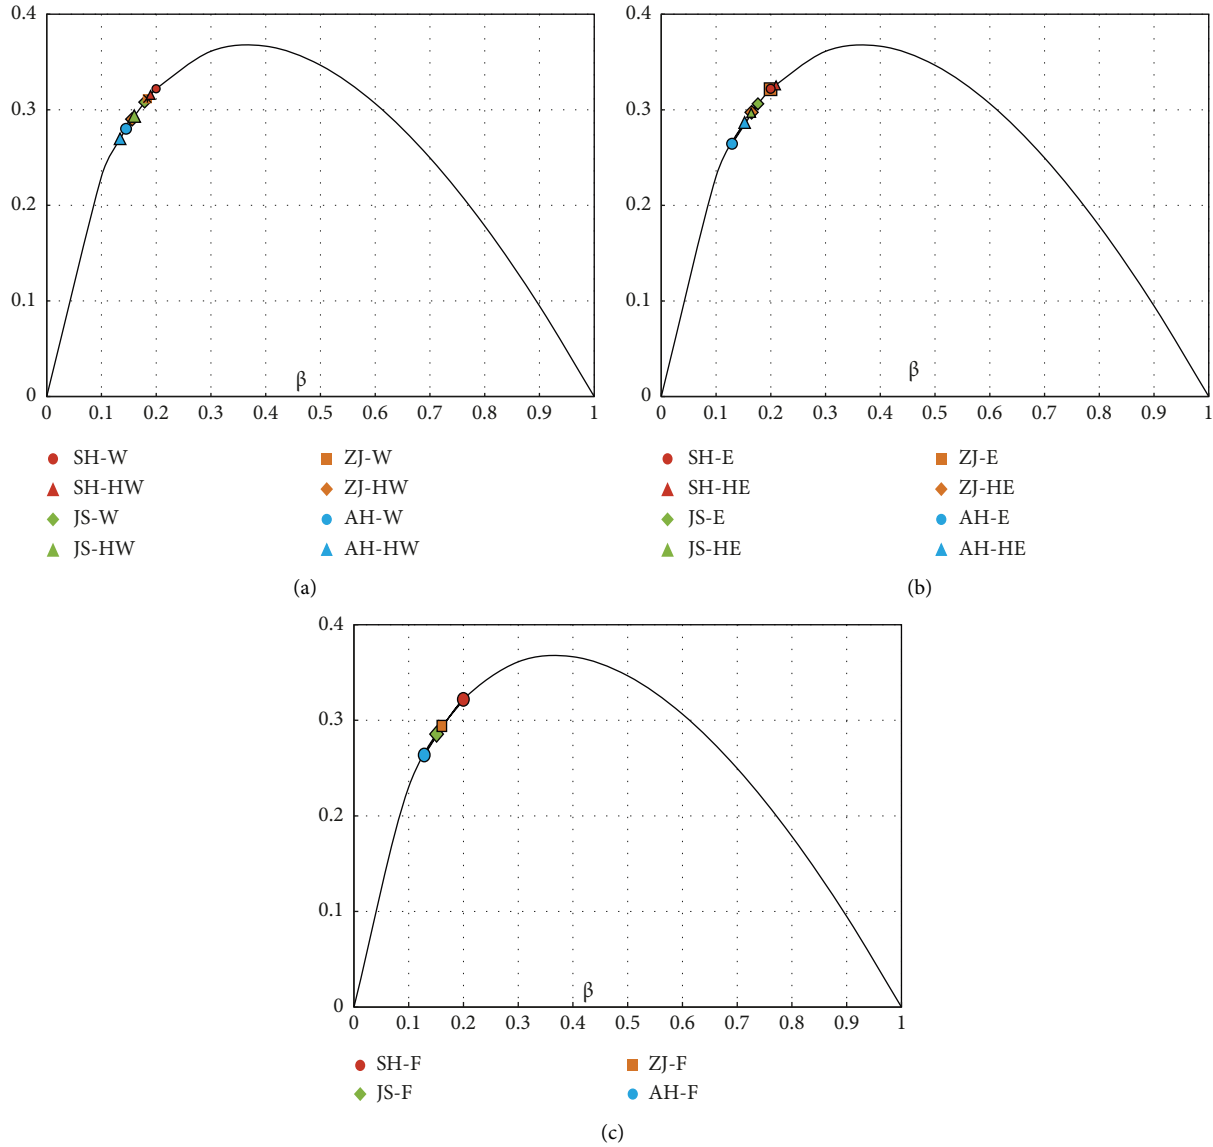 0.4
0.3
0.2
0.1
0
β
0 0.1 0.2 0.3 0.4 0.5 0.6 0.7 0.8 0.9 1
SH-W ZJ-W
SH-HW ZJ-HW
JS-W AH-W
JS-HW AH-HW
(a)
0.4
0.3
0.2
0.1
0
β
0 0.1 0.2 0.3 0.4 0.5 0.6 0.7 0.8 0.9 1
SH-E ZJ-E
SH-HE ZJ-HE
JS-E AH-E
JS-HE AH-HE
(b)
0.4
0.3
0.2
0.1
0
β
0 0.1 0.2 0.3 0.4 0.5 0.6 0.7 0.8 0.9 1
SH-F ZJ-F
JS-F AH-F
(c)